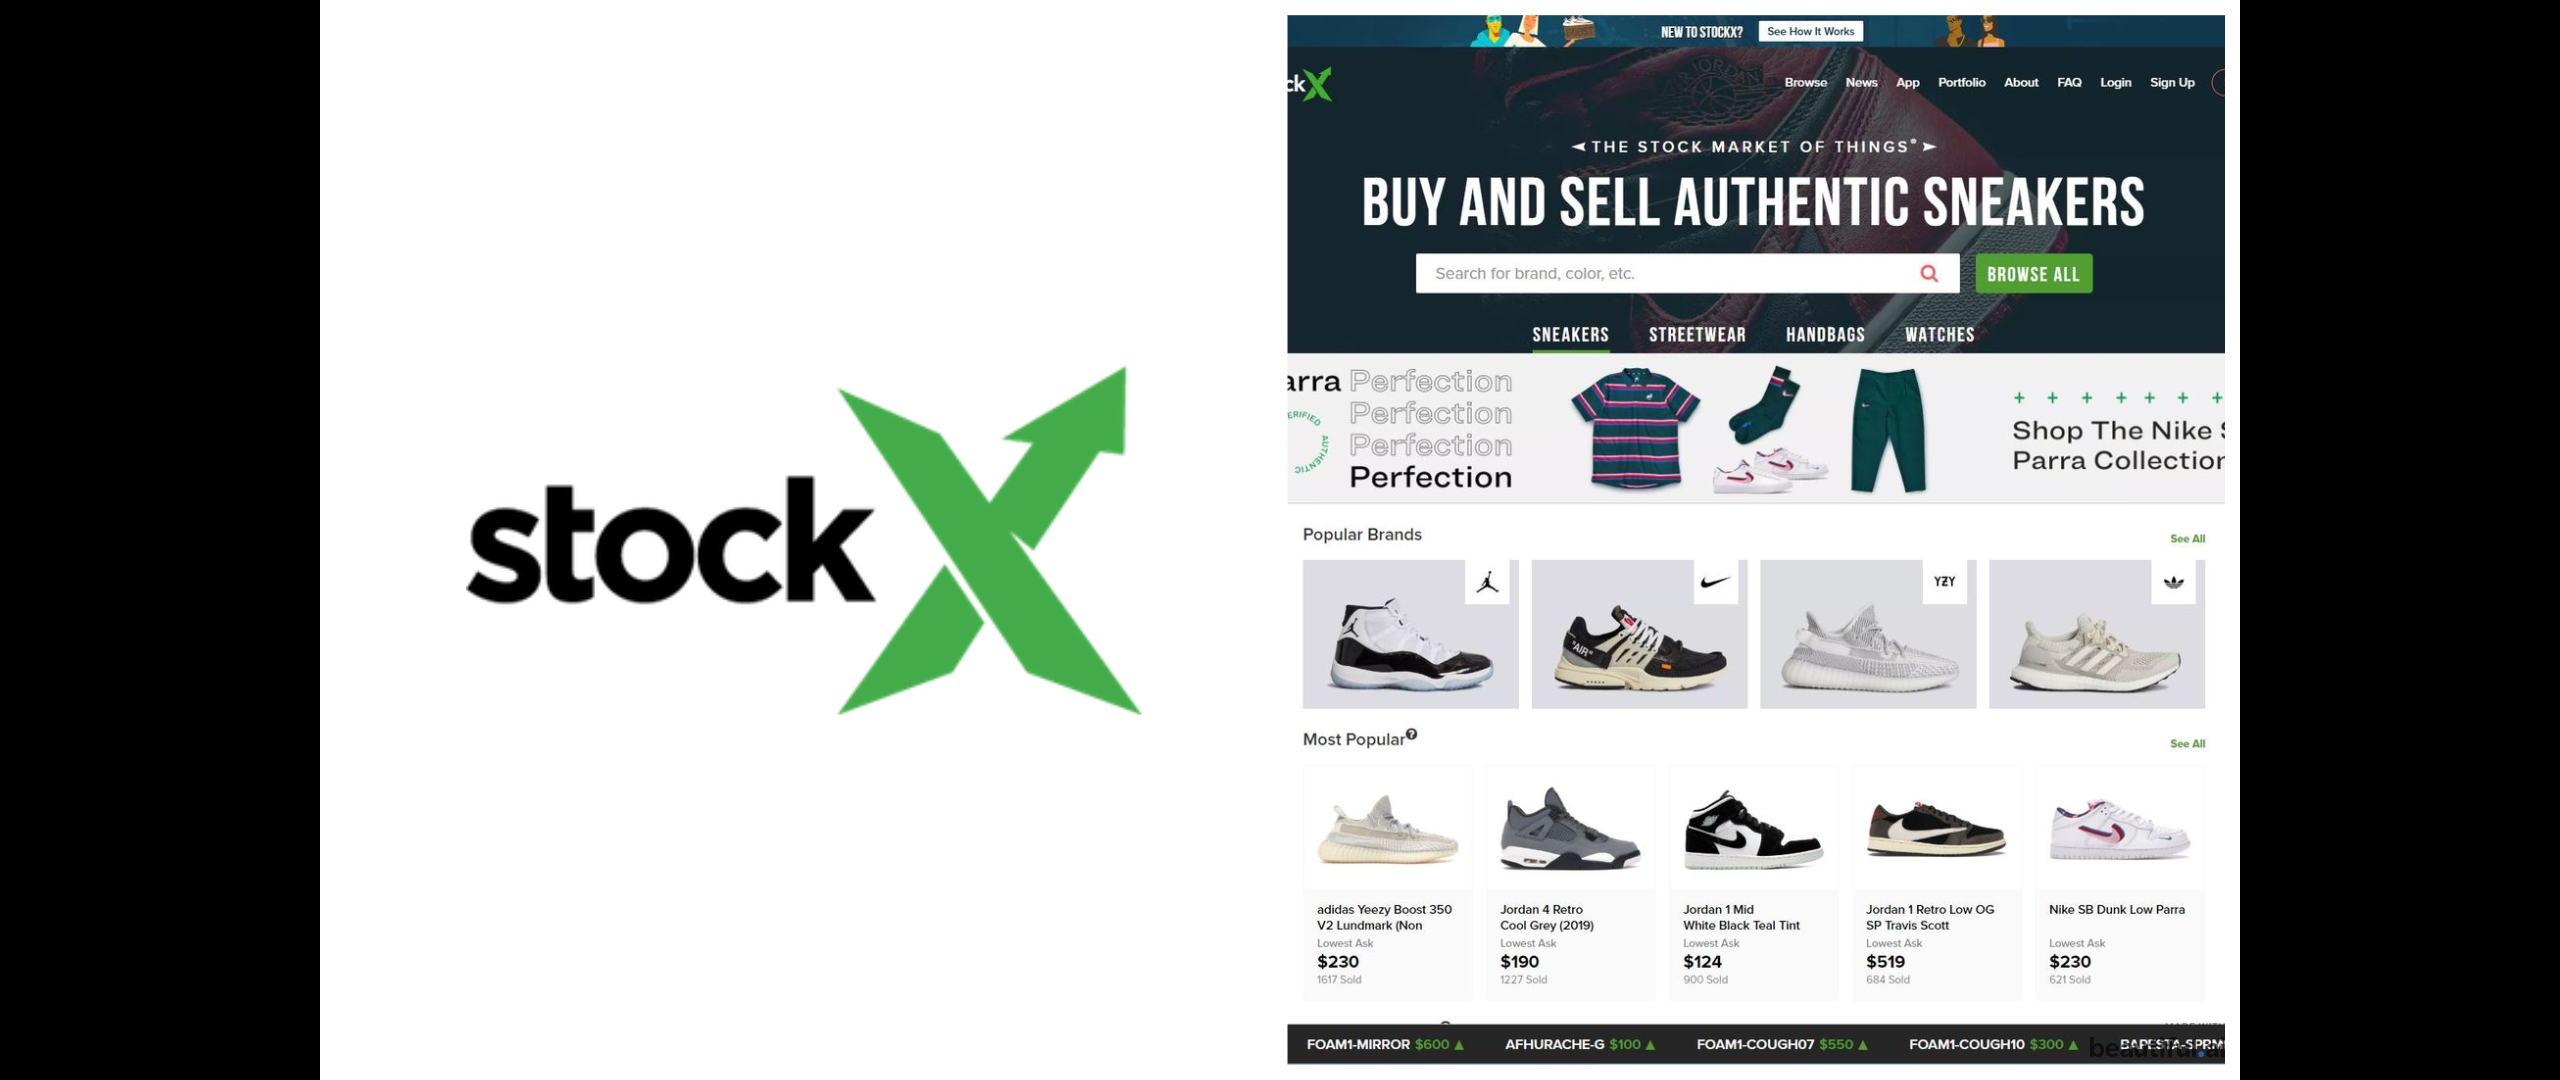 stockX
NEW TO STOCKX? See How It Works
ckX
Browse News App Portfolio About FAQ Login Sign Up
THE STOCK MARKET OF THINGS®
BUY AND SELL AUTHENTIC SNEAKERS
Search for brand, color, etc. BROWSE ALL
SNEAKERS STREETWEAR HANDBAGS WATCHES
arra Perfection
Perfection
Perfection
Perfection
ERIFIED AUTHENTIC
Shop The Nike S
Parra Collection
Popular Brands See All
"AIR"
YZY
Most Popular See All
adidas Yeezy Boost 350
V2 Lundmark (Non
Lowest Ask
$230
1617 Sold
Jordan 4 Retro
Cool Grey (2019)
Lowest Ask
$190
1227 Sold
Jordan 1 Mid
White Black Teal Tint
Lowest Ask
$124
900 Sold
Jordan 1 Retro Low OG
SP Travis Scott
Lowest Ask
$519
684 Sold
Nike SB Dunk Low Parra
Lowest Ask
$230
621 Sold
FOAM1-MIRROR $600 ▲ AFHURACHE-G $100 ▲ FOAM1-COUGH07 $550 ▲ FOAM1-COUGH10 $300 ▲